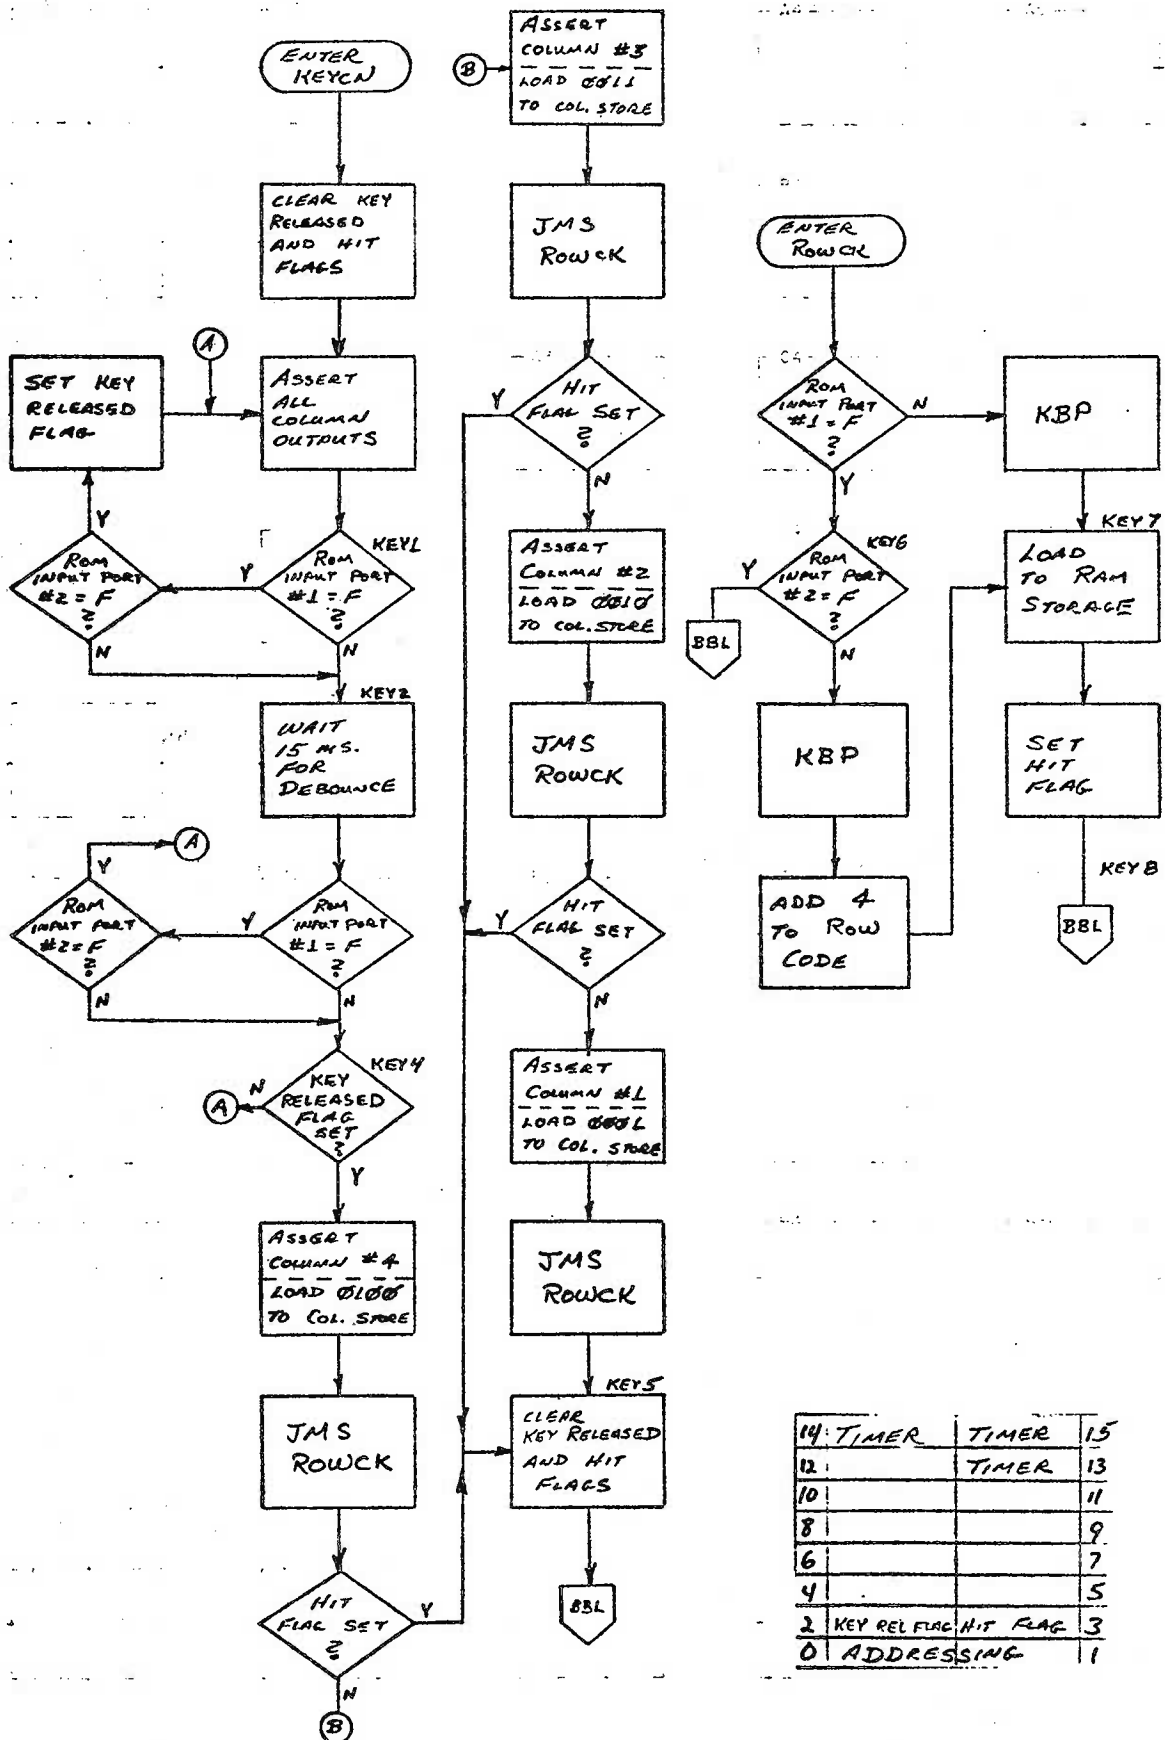 ENTER
KEYCN
CLEAR KEY
RELEASED
AND HIT
FLAGS
A
SET KEY
RELEASED
FLAG
ASSERT
ALL
COLUMN
OUTPUTS
Y
ROM
INPUT PORT
#2 = F
?
N
Y
KEY1
ROM
INPUT PORT
#1 = F
?
N
KEY2
WAIT
15 MS.
FOR
DEBOUNCE
A
Y
ROM
INPUT PORT
#2 = F
?
N
Y
ROM
INPUT PORT
#1 = F
?
N
KEY4
A
N
KEY
RELEASED
FLAG
SET
?
Y
ASSERT
COLUMN #4
LOAD Ø1ØØ
TO COL. STORE
JMS
ROWCK
HIT
FLAG SET
?
Y
N
B
B
ASSERT
COLUMN #3
LOAD ØØ11
TO COL. STORE
JMS
ROWCK
Y
HIT
FLAG SET
?
N
ASSERT
COLUMN #2
LOAD ØØ1Ø
TO COL. STORE
JMS
ROWCK
Y
HIT
FLAG SET
?
N
ASSERT
COLUMN #1
LOAD ØØØ1
TO COL. STORE
JMS
ROWCK
KEY5
CLEAR
KEY RELEASED
AND HIT
FLAGS
BBL
ENTER
ROWCK
ROM
INPUT PORT
#1 = F
?
N
Y
KBP
KEY6
Y
ROM
INPUT PORT
#2 = F
?
N
BBL
KBP
ADD 4
TO ROW
CODE
KEY7
LOAD
TO RAM
STORAGE
SET
HIT
FLAG
KEY8
BBL
14 TIMER TIMER 15
12 TIMER 13
10 11
8 9
6 7
4 5
2 KEY REL FLAG HIT FLAG 3
0 ADDRESSING 1